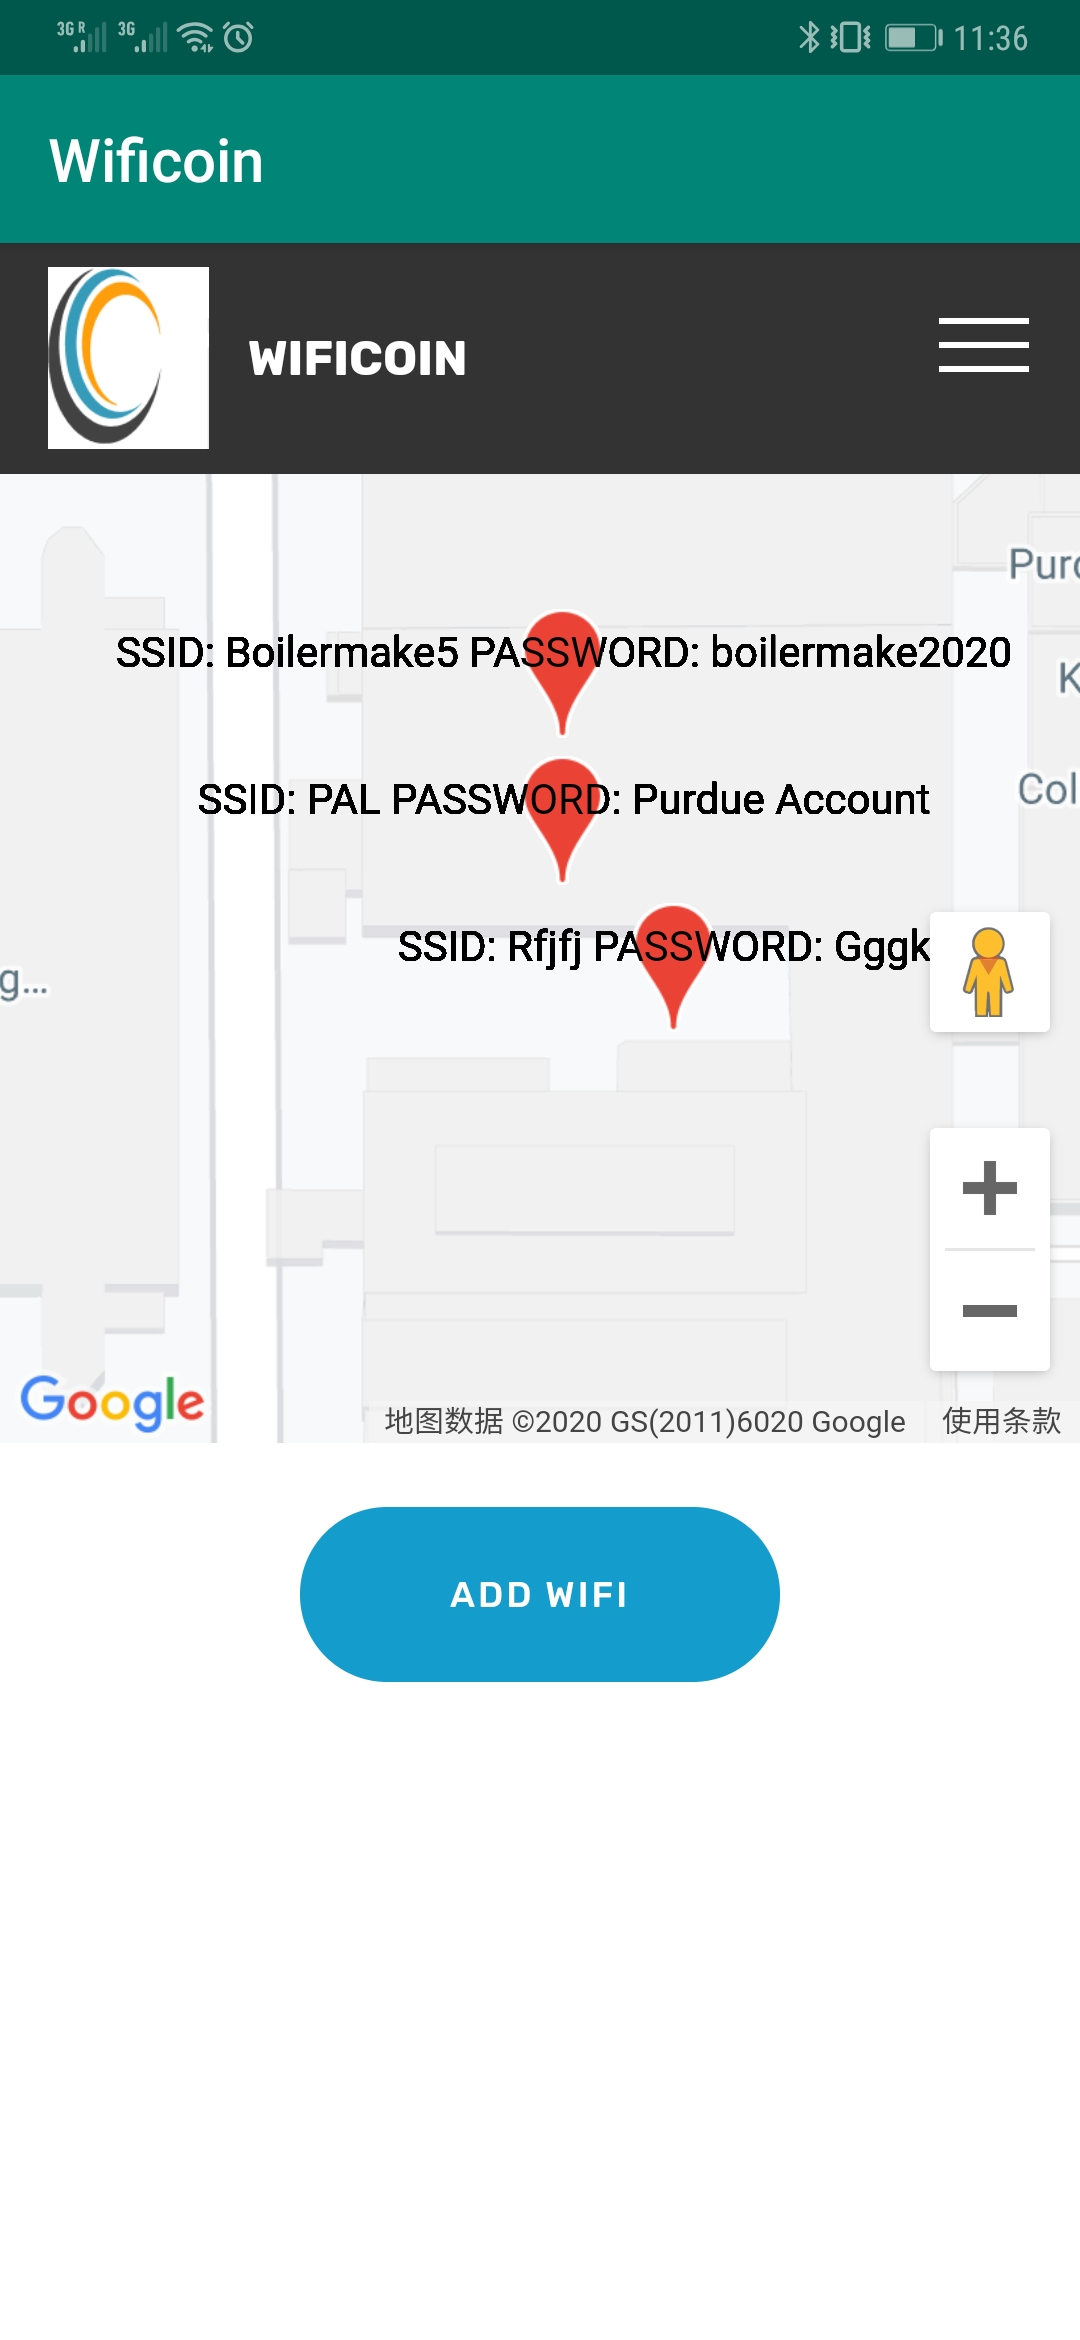 3G R 3G 11:36
Wificoin
WIFICOIN
Purd
SSID: Boilermake5 PASSWORD: boilermake2020
K
SSID: PAL PASSWORD: Purdue Account
Col
SSID: Rfjfj PASSWORD: Gggk
g...
Google
地图数据 ©2020 GS(2011)6020 Google 使用条款
ADD WIFI